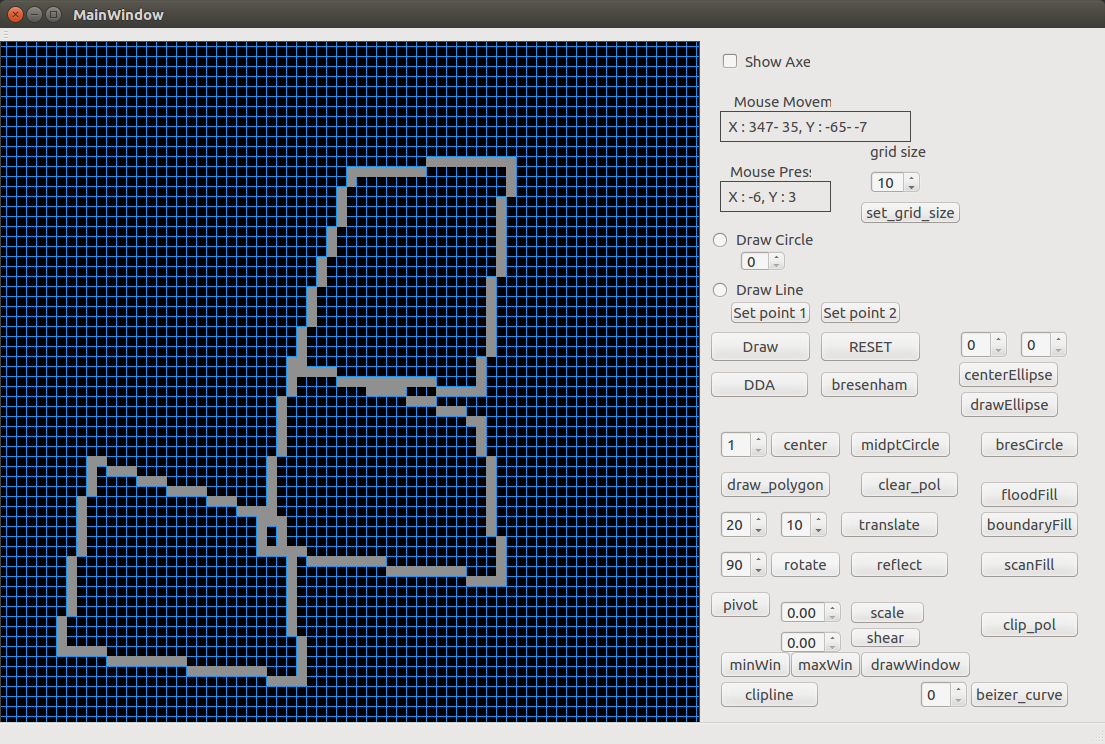 MainWindow
Show Axe
Mouse Movem
X : 347- 35, Y : -65- -7
grid size
Mouse Press
10
X : -6, Y : 3
set_grid_size
Draw Circle
0
Draw Line
Set point 1 Set point 2
Draw RESET 0 0
centerEllipse
DDA bresenham
drawEllipse
1 center midptCircle bresCircle
draw_polygon clear_pol
floodFill
20 10 translate boundaryFill
90 rotate reflect scanFill
pivot
0.00 scale
clip_pol
0.00 shear
minWin maxWin drawWindow
clipline 0 beizer_curve